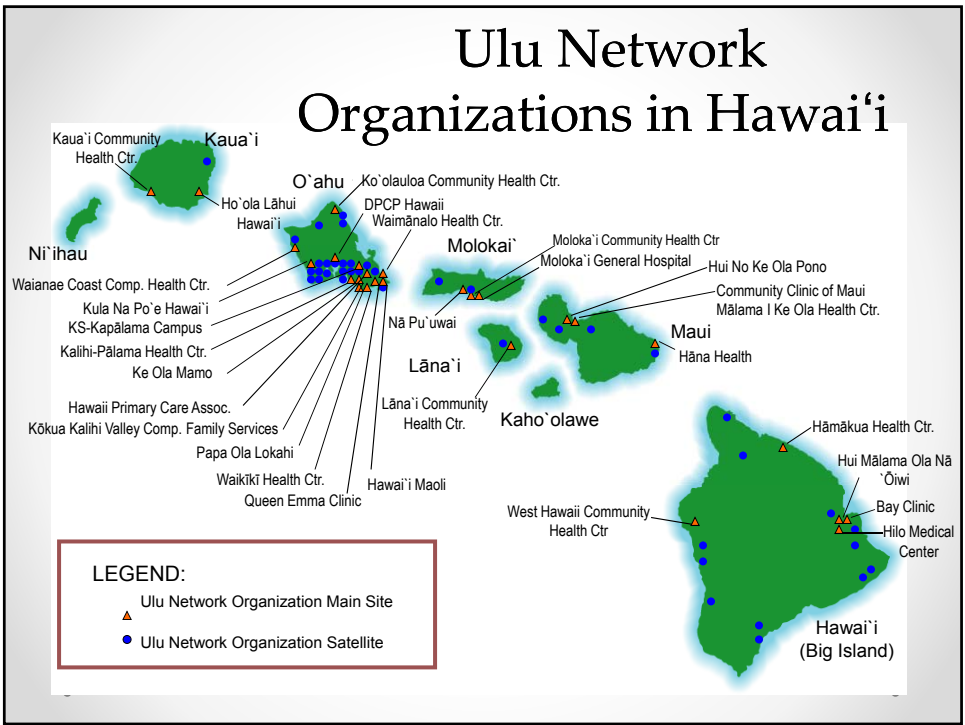 Ulu Network
Organizations in Hawaiʻi
Kaua`i Community
Health Ctr.
Kaua`i
Ho`ola Lāhui
Hawai`i
Ni`ihau
O`ahu
Ko`olauloa Community Health Ctr.
DPCP Hawaii
Waimānalo Health Ctr.
Waianae Coast Comp. Health Ctr.
Kula Na Po`e Hawai`i
KS-Kapālama Campus
Kalihi-Pālama Health Ctr.
Ke Ola Mamo
Hawaii Primary Care Assoc.
Kōkua Kalihi Valley Comp. Family Services
Papa Ola Lokahi
Waikīkī Health Ctr.
Queen Emma Clinic
Hawai`i Maoli
Molokai`
Moloka`i Community Health Ctr
Moloka`i General Hospital
Nā Pu`uwai
Lāna`i
Lāna`i Community
Health Ctr.
Kaho`olawe
Hui No Ke Ola Pono
Community Clinic of Maui
Mālama I Ke Ola Health Ctr.
Maui
Hāna Health
Hāmākua Health Ctr.
Hui Mālama Ola Nā
`Ōiwi
Bay Clinic
Hilo Medical
Center
West Hawaii Community
Health Ctr
Hawai`i
(Big Island)
LEGEND:
Ulu Network Organization Main Site
Ulu Network Organization Satellite